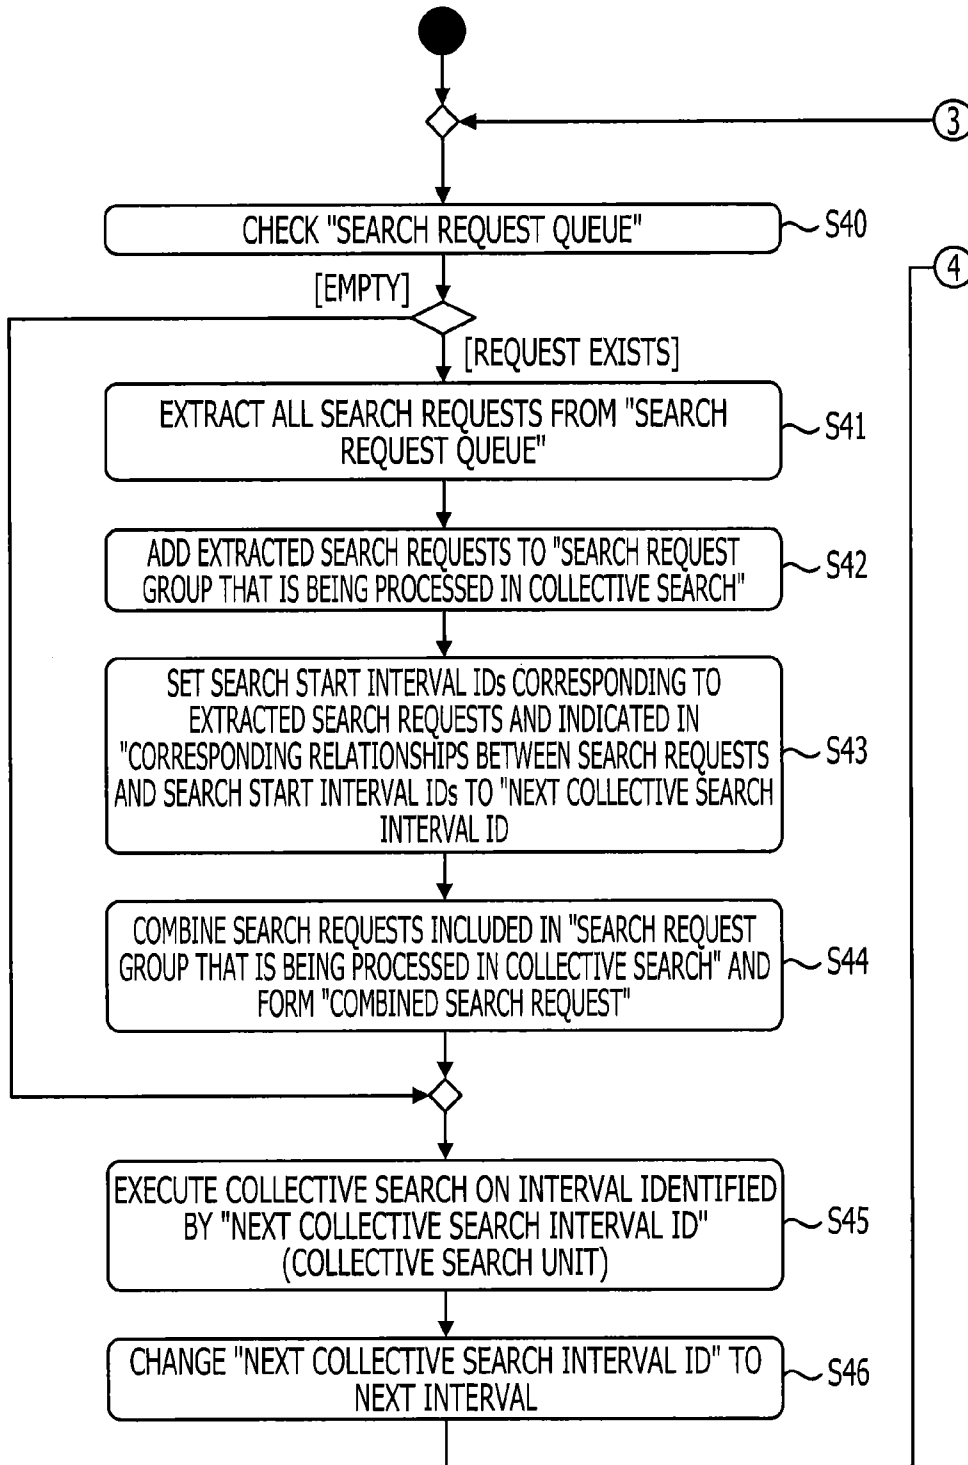 3
CHECK "SEARCH REQUEST QUEUE"
S40
4
[EMPTY]
[REQUEST EXISTS]
EXTRACT ALL SEARCH REQUESTS FROM "SEARCH
REQUEST QUEUE"
S41
ADD EXTRACTED SEARCH REQUESTS TO "SEARCH REQUEST
GROUP THAT IS BEING PROCESSED IN COLLECTIVE SEARCH"
S42
SET SEARCH START INTERVAL IDs CORRESPONDING TO
EXTRACTED SEARCH REQUESTS AND INDICATED IN
"CORRESPONDING RELATIONSHIPS BETWEEN SEARCH REQUESTS
AND SEARCH START INTERVAL IDs TO "NEXT COLLECTIVE SEARCH
INTERVAL ID
S43
COMBINE SEARCH REQUESTS INCLUDED IN "SEARCH REQUEST
GROUP THAT IS BEING PROCESSED IN COLLECTIVE SEARCH" AND
FORM "COMBINED SEARCH REQUEST"
S44
EXECUTE COLLECTIVE SEARCH ON INTERVAL IDENTIFIED
BY "NEXT COLLECTIVE SEARCH INTERVAL ID"
(COLLECTIVE SEARCH UNIT)
S45
CHANGE "NEXT COLLECTIVE SEARCH INTERVAL ID" TO
NEXT INTERVAL
S46